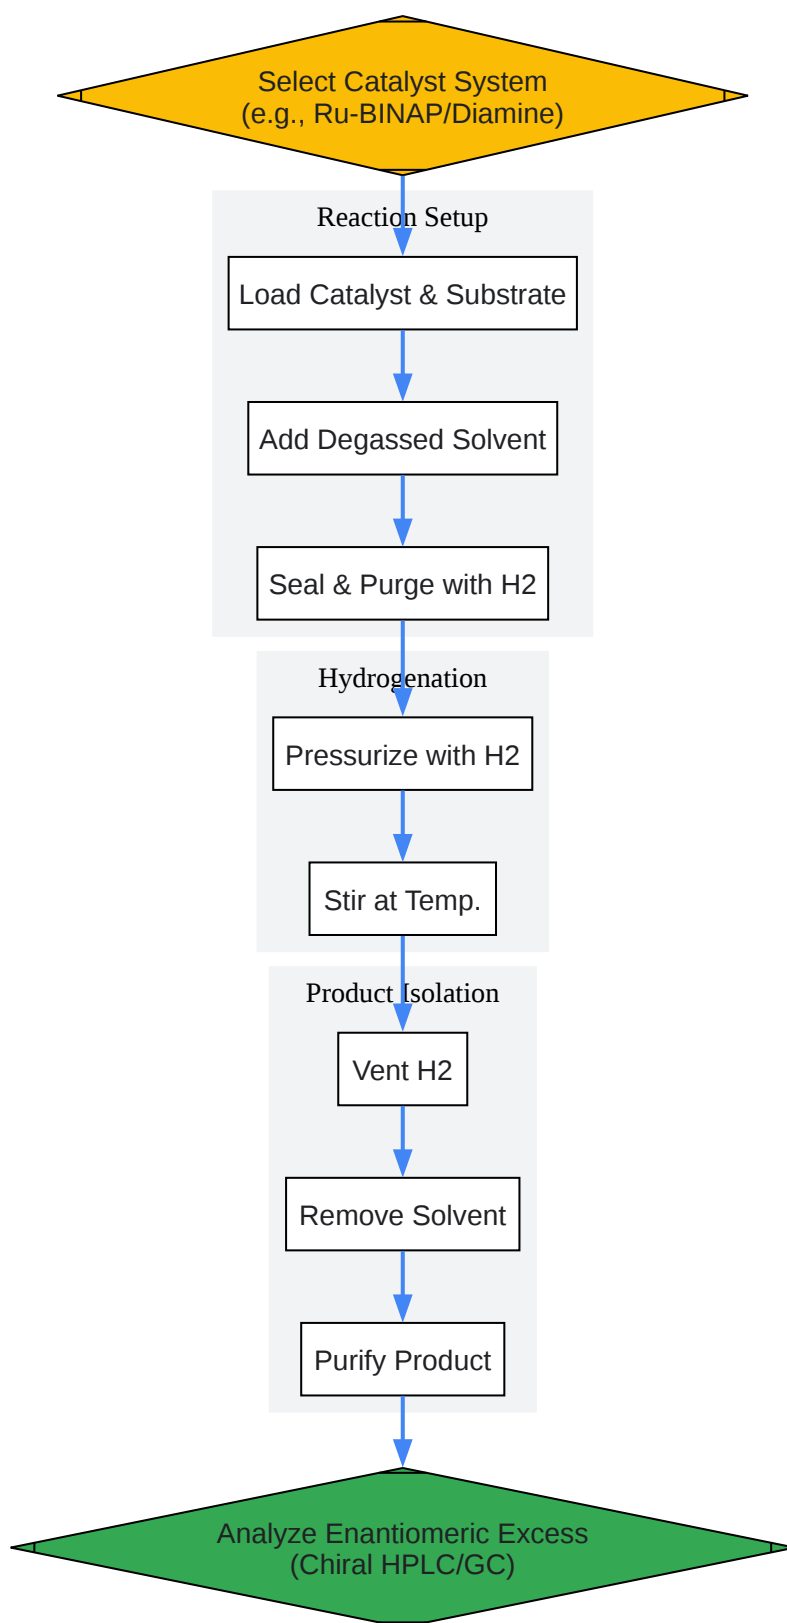 Select Catalyst System
(e.g., Ru-BINAP/Diamine)
Reaction Setup
Load Catalyst & Substrate
Add Degassed Solvent
Seal & Purge with H2
Hydrogenation
Pressurize with H2
Stir at Temp.
Product Isolation
Vent H2
Remove Solvent
Purify Product
Analyze Enantiomeric Excess
(Chiral HPLC/GC)